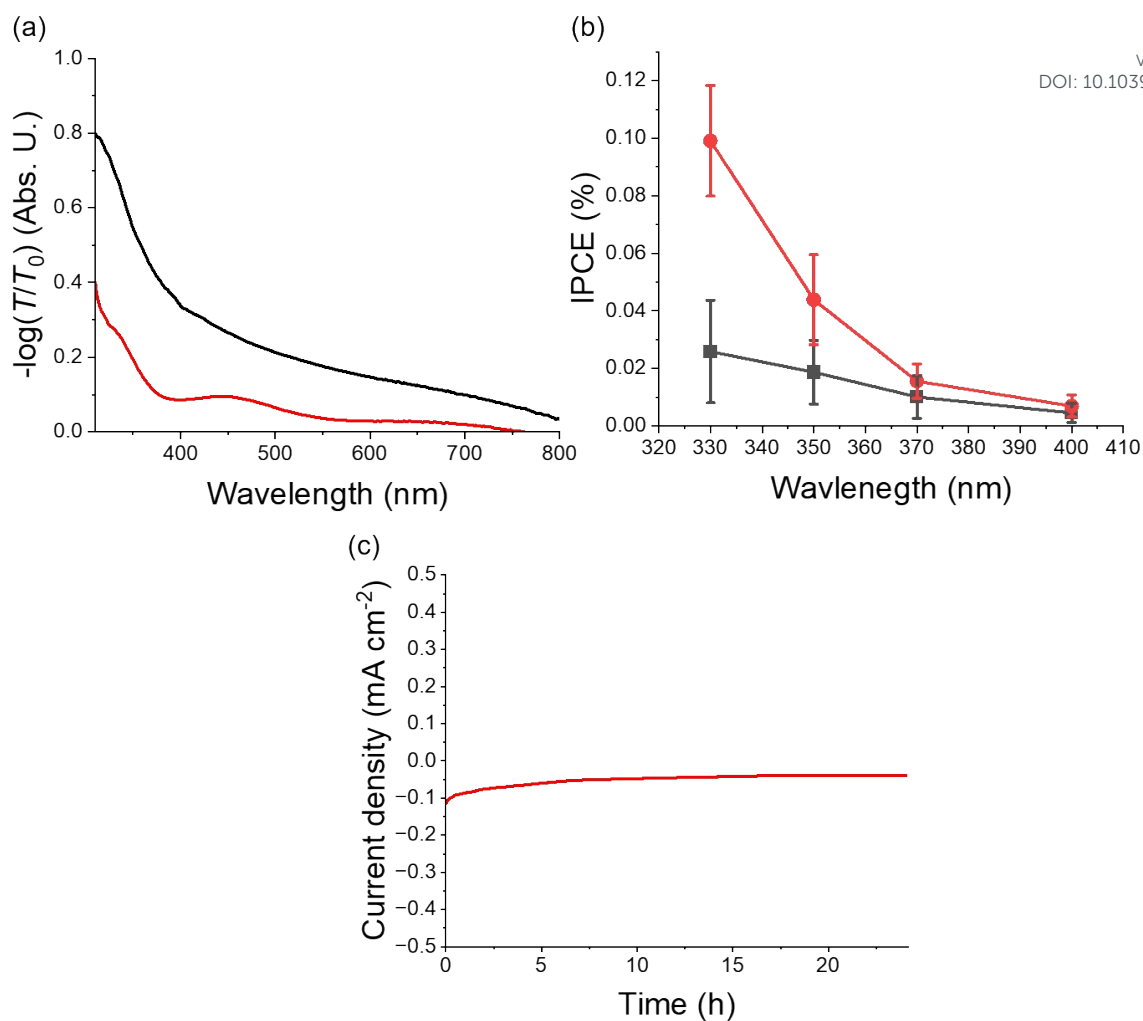 (a)
1.0
0.8
0.6
0.4
0.2
0.0
-log(T/T0) (Abs. U.)
400 500 600 700 800
Wavelength (nm)
(b)
V
DOI: 10.1039
0.12
0.10
0.08
0.06
0.04
0.02
0.00
IPCE (%)
320 330 340 350 360 370 380 390 400 410
Wavlenegth (nm)
(c)
0.5
0.4
0.3
0.2
0.1
0.0
−0.1
−0.2
−0.3
−0.4
−0.5
Current density (mA cm-2)
0 5 10 15 20
Time (h)